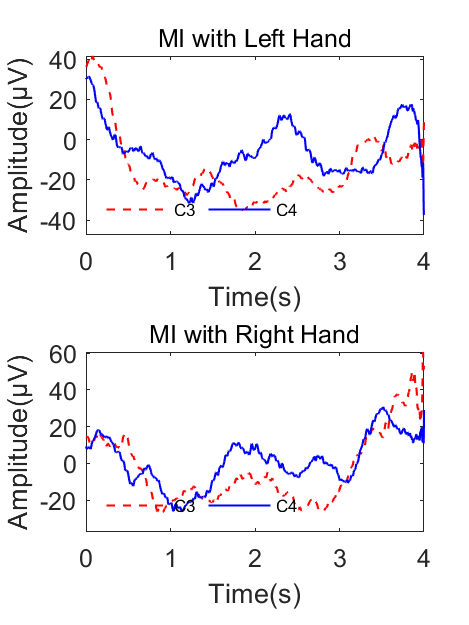 MI with Left Hand
Amplitude(μV)
40
20
0
-20
-40
C3
C4
0 1 2 3 4
Time(s)
MI with Right Hand
Amplitude(μV)
60
40
20
0
-20
C3
C4
0 1 2 3 4
Time(s)